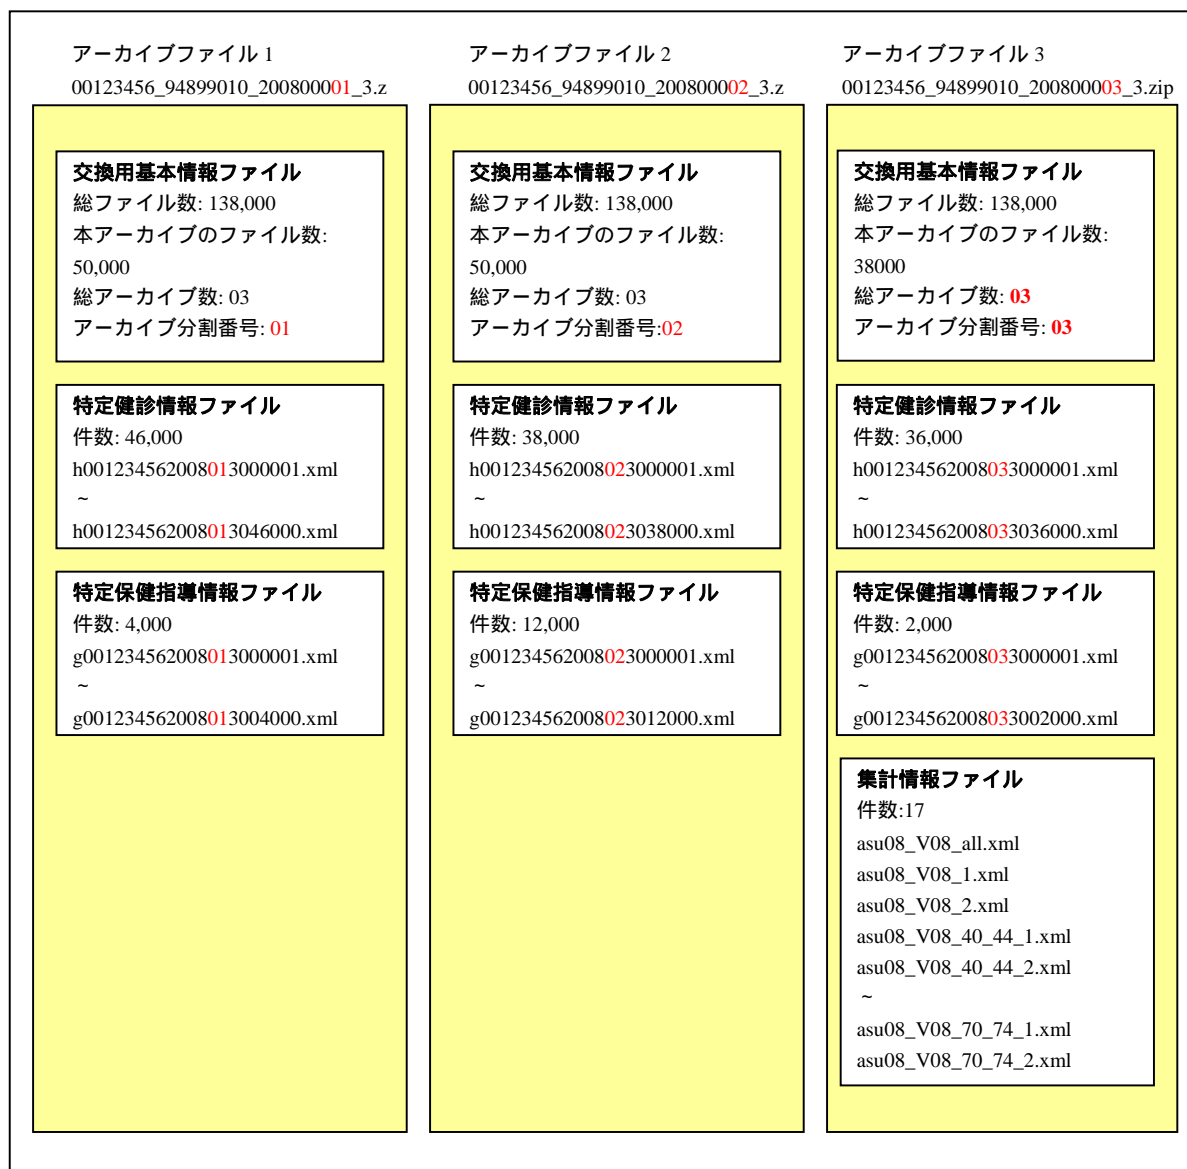 アーカイブファイル 1
00123456_94899010_200800001_3.z
交換用基本情報ファイル
総ファイル数: 138,000
本アーカイブのファイル数:
50,000
総アーカイブ数: 03
アーカイブ分割番号: 01
特定健診情報ファイル
件数: 46,000
h001234562008013000001.xml
~
h001234562008013046000.xml
特定保健指導情報ファイル
件数: 4,000
g001234562008013000001.xml
~
g001234562008013004000.xml
アーカイブファイル 2
00123456_94899010_200800002_3.z
交換用基本情報ファイル
総ファイル数: 138,000
本アーカイブのファイル数:
50,000
総アーカイブ数: 03
アーカイブ分割番号:02
特定健診情報ファイル
件数: 38,000
h001234562008023000001.xml
~
h001234562008023038000.xml
特定保健指導情報ファイル
件数: 12,000
g001234562008023000001.xml
~
g001234562008023012000.xml
アーカイブファイル 3
00123456_94899010_200800003_3.zip
交換用基本情報ファイル
総ファイル数: 138,000
本アーカイブのファイル数:
38000
総アーカイブ数: 03
アーカイブ分割番号: 03
特定健診情報ファイル
件数: 36,000
h001234562008033000001.xml
~
h001234562008033036000.xml
特定保健指導情報ファイル
件数: 2,000
g001234562008033000001.xml
~
g001234562008033002000.xml
集計情報ファイル
件数:17
asu08_V08_all.xml
asu08_V08_1.xml
asu08_V08_2.xml
asu08_V08_40_44_1.xml
asu08_V08_40_44_2.xml
~
asu08_V08_70_74_1.xml
asu08_V08_70_74_2.xml